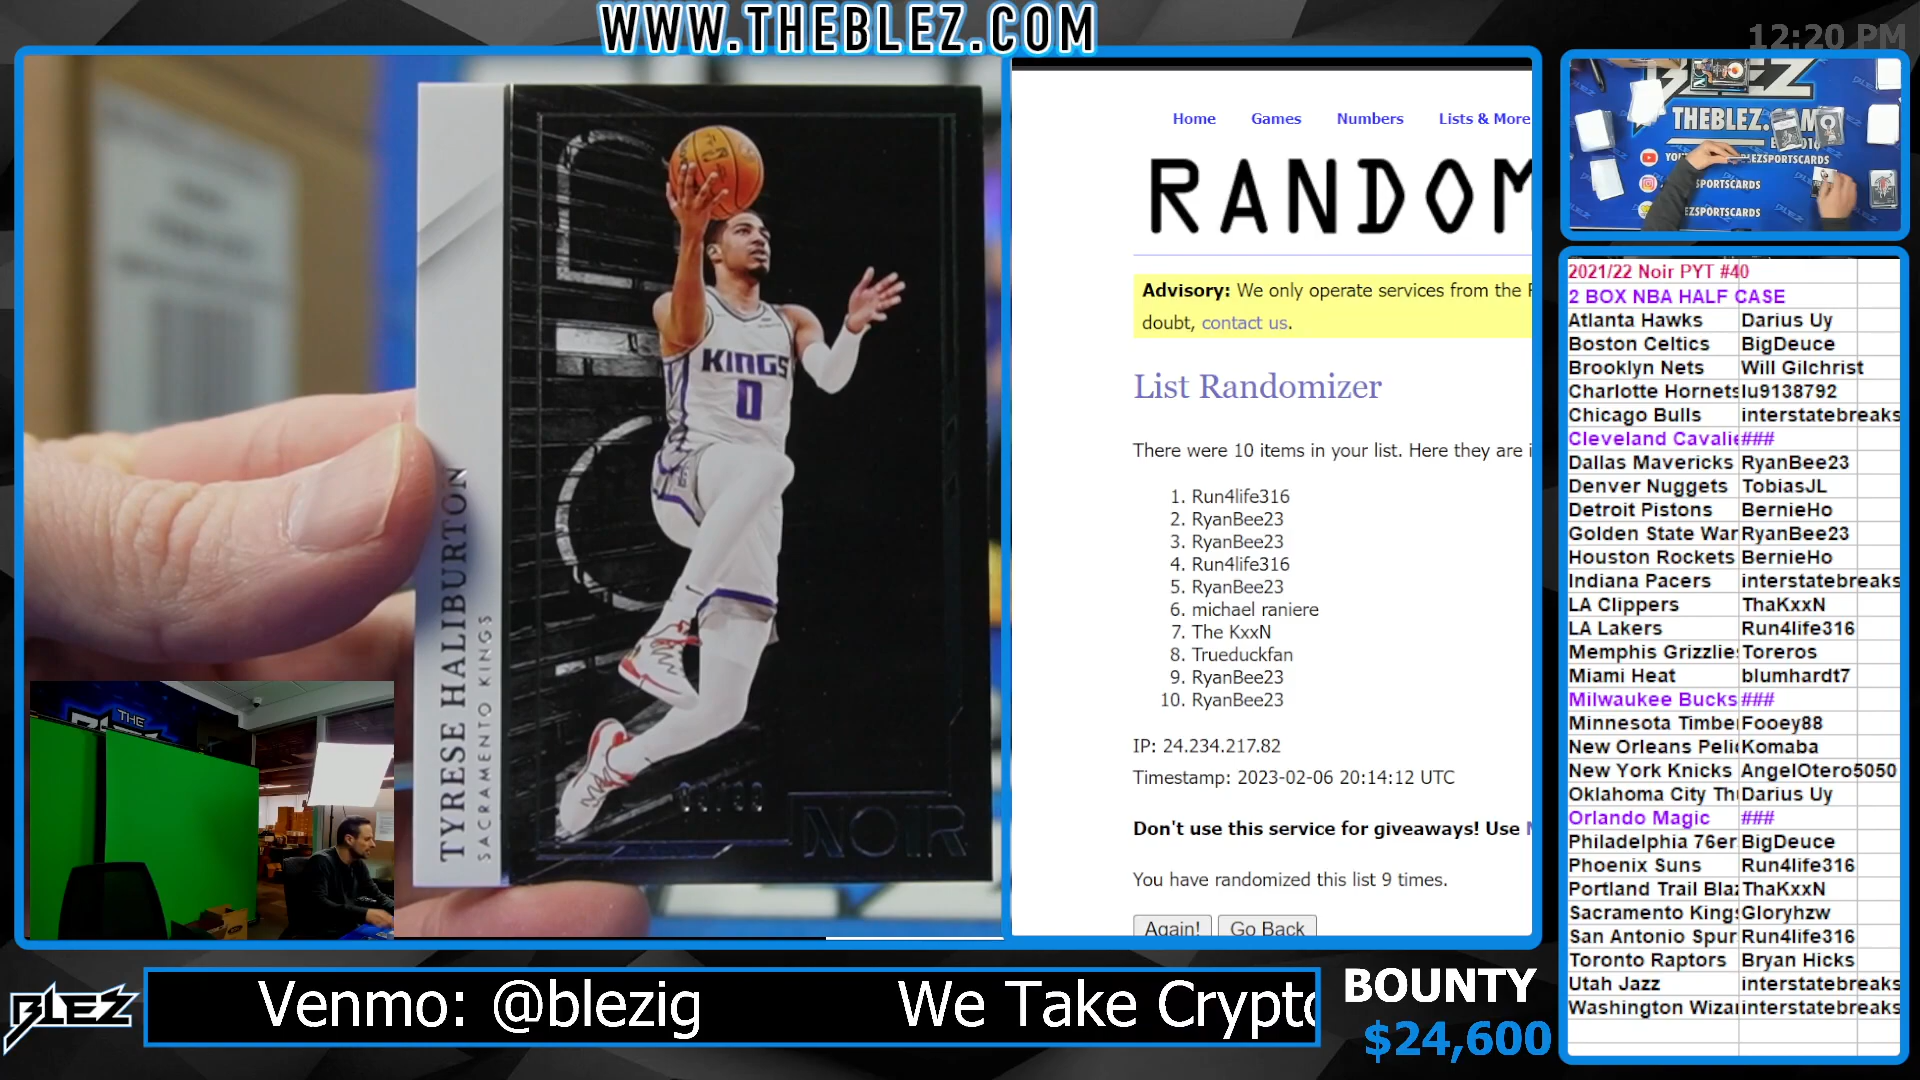 WWW.THEBLEZ.COM
12:20 PM
TYRESE HALIBURTON
SACRAMENTO KINGS
KINGS
0
NOIR
THE
Home Games Numbers Lists & More
RANDOM
Advisory: We only operate services from the
doubt, contact us.
List Randomizer
There were 10 items in your list. Here they are i
1. Run4life316
2. RyanBee23
3. RyanBee23
4. Run4life316
5. RyanBee23
6. michael raniere
7. The KxxN
8. Trueduckfan
9. RyanBee23
10. RyanBee23
IP: 24.234.217.82
Timestamp: 2023-02-06 20:14:12 UTC
Don't use this service for giveaways! Use
You have randomized this list 9 times.
Again! Go Back
THEBLEZ.
EZSPORTSCARDS
SPORTSCARDS
EZSPORTSCARDS
2021/22 Noir PYT #40
2 BOX NBA HALF CASE
Atlanta Hawks Darius Uy
Boston Celtics BigDeuce
Brooklyn Nets Will Gilchrist
Charlotte Hornets lu9138792
Chicago Bulls interstatebreaks
Cleveland Cavalie ###
Dallas Mavericks RyanBee23
Denver Nuggets TobiasJL
Detroit Pistons BernieHo
Golden State War RyanBee23
Houston Rockets BernieHo
Indiana Pacers interstatebreaks
LA Clippers ThaKxxN
LA Lakers Run4life316
Memphis Grizzlie Toreros
Miami Heat blumhardt7
Milwaukee Bucks ###
Minnesota Timbe Fooey88
New Orleans Peli Komaba
New York Knicks AngelOtero5050
Oklahoma City Th Darius Uy
Orlando Magic ###
Philadelphia 76er BigDeuce
Phoenix Suns Run4life316
Portland Trail Bla ThaKxxN
Sacramento King Gloryhzw
San Antonio Spur Run4life316
Toronto Raptors Bryan Hicks
Utah Jazz interstatebreaks
Washington Wiza interstatebreaks
BLEZ
Venmo: @blezig We Take Crypto
BOUNTY
$24,600